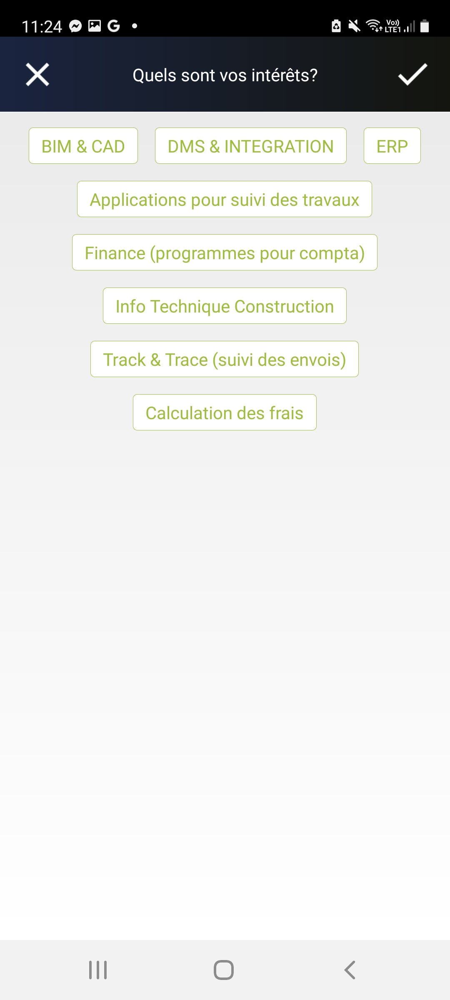 11:24
Vo))
LTE1
Quels sont vos intérêts?
BIM & CAD DMS & INTEGRATION ERP
Applications pour suivi des travaux
Finance (programmes pour compta)
Info Technique Construction
Track & Trace (suivi des envois)
Calculation des frais